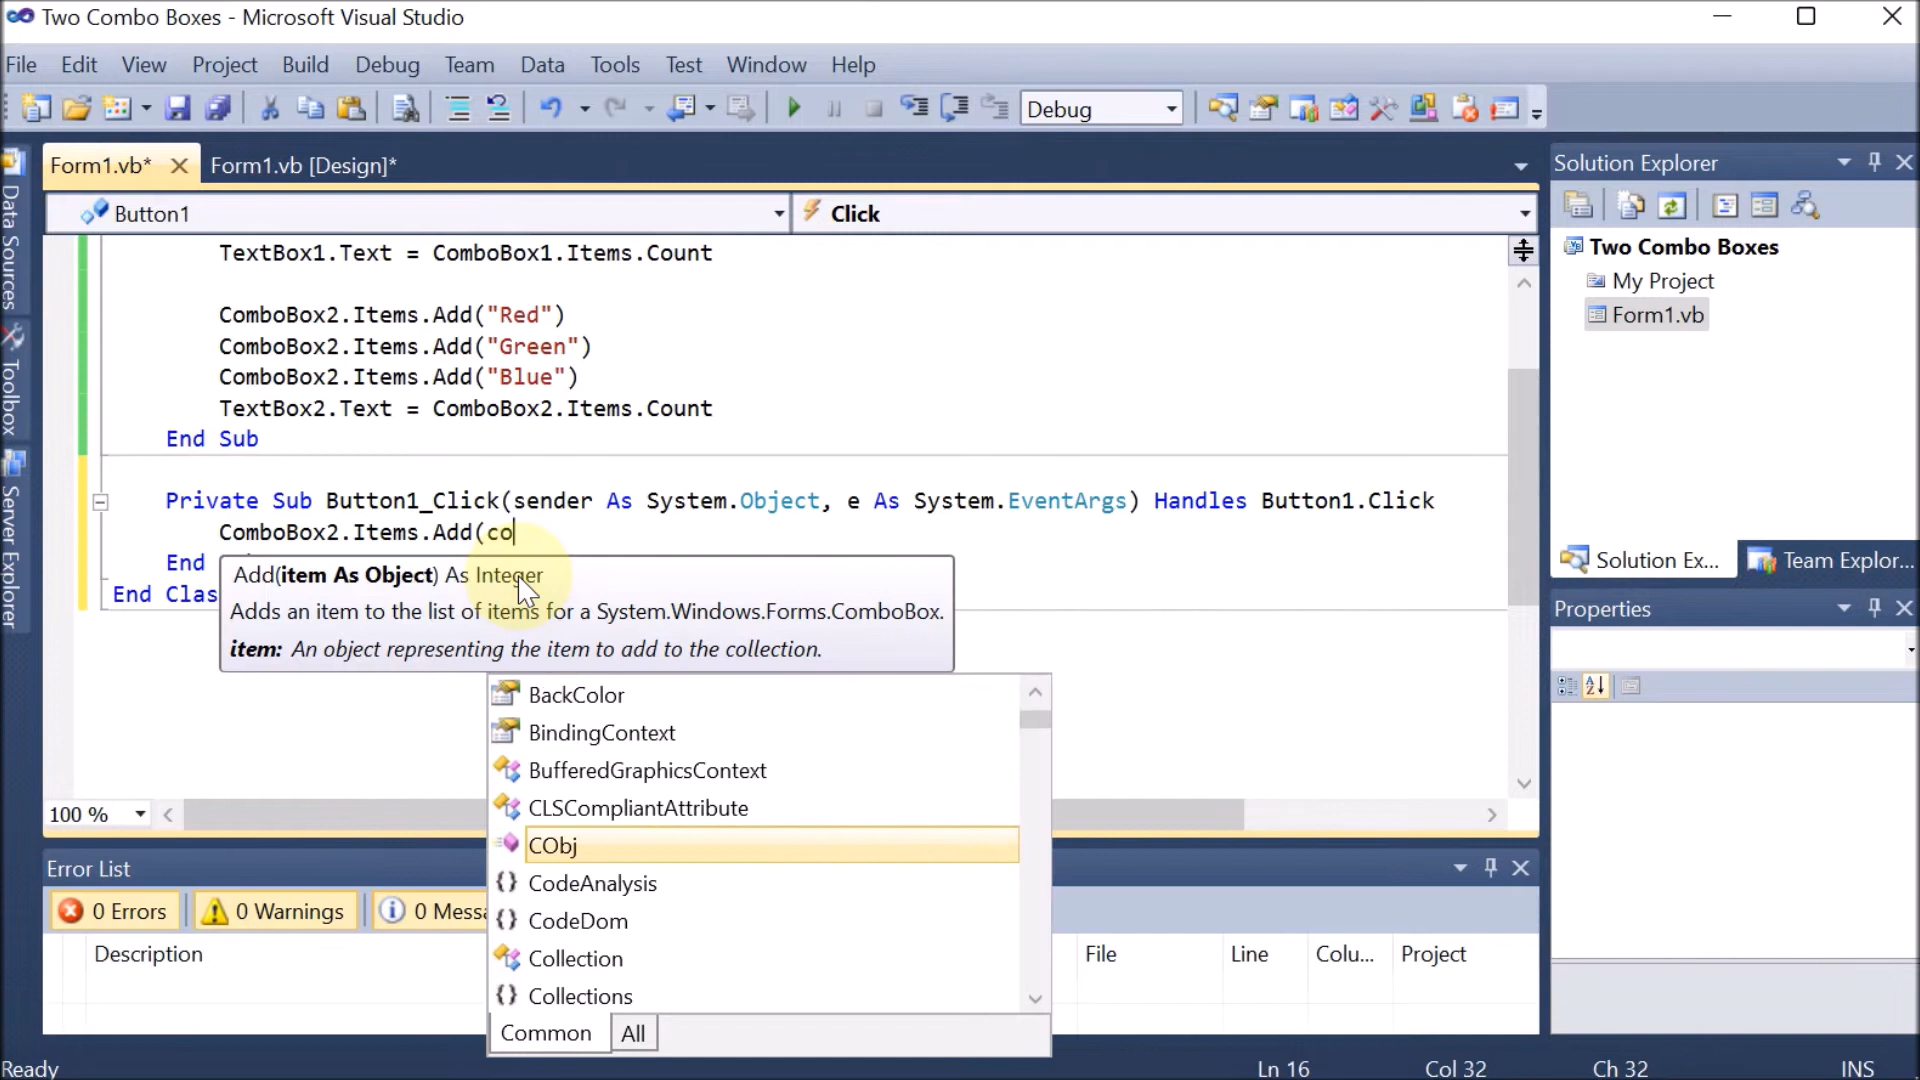 Two Combo Boxes - Microsoft Visual Studio
File Edit View Project Build Debug Team Data Tools Test Window Help
Debug
Form1.vb* Form1.vb [Design]*
Button1
Click
Data Sources
Toolbox
Server Explorer
TextBox1.Text = ComboBox1.Items.Count
ComboBox2.Items.Add("Red")
ComboBox2.Items.Add("Green")
ComboBox2.Items.Add("Blue")
TextBox2.Text = ComboBox2.Items.Count
End Sub
Private Sub Button1_Click(sender As System.Object, e As System.EventArgs) Handles Button1.Click
ComboBox2.Items.Add(co
End
End Clas
Add(item As Object) As Integer
Adds an item to the list of items for a System.Windows.Forms.ComboBox.
item: An object representing the item to add to the collection.
BackColor
BindingContext
BufferedGraphicsContext
CLSCompliantAttribute
CObj
CodeAnalysis
CodeDom
Collection
Collections
Common All
100 %
Solution Explorer
Two Combo Boxes
My Project
Form1.vb
Solution Ex... Team Explor...
Properties
Error List
0 Errors 0 Warnings 0 Messa
Description File Line Colu... Project
Ready Ln 16 Col 32 Ch 32 INS